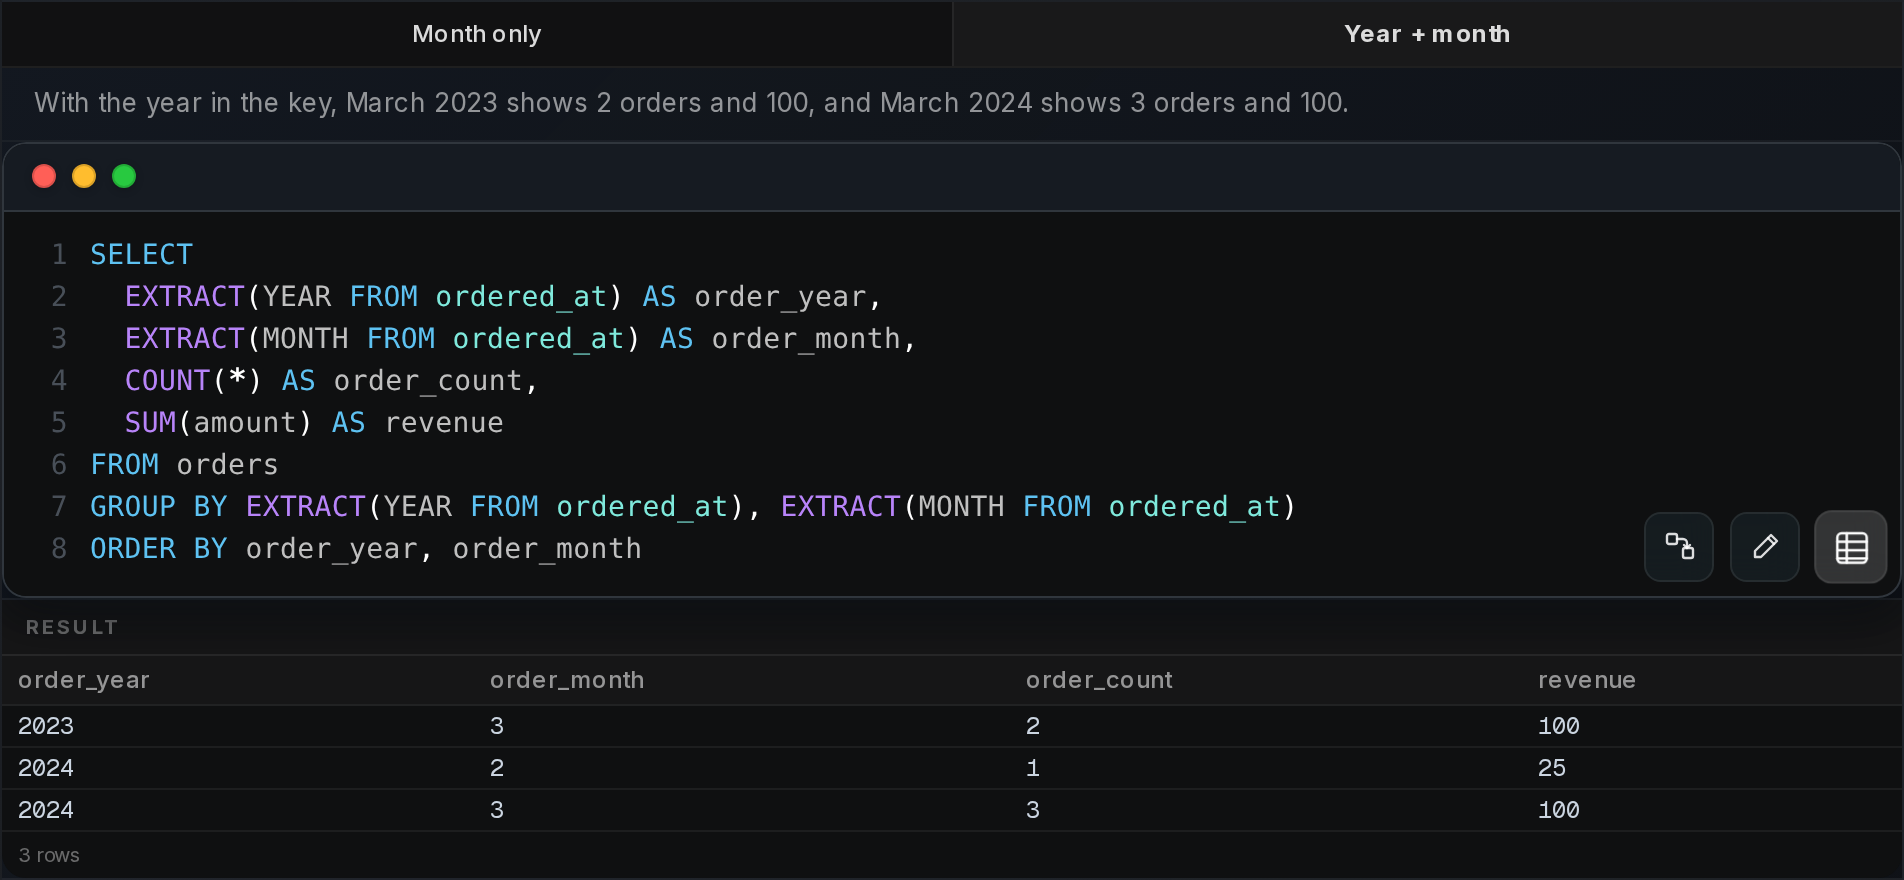 Month only
Year + month
With the year in the key, March 2023 shows 2 orders and 100, and March 2024 shows 3 orders and 100.
1 SELECT
2   EXTRACT(YEAR FROM ordered_at) AS order_year,
3   EXTRACT(MONTH FROM ordered_at) AS order_month,
4   COUNT(*) AS order_count,
5   SUM(amount) AS revenue
6 FROM orders
7 GROUP BY EXTRACT(YEAR FROM ordered_at), EXTRACT(MONTH FROM ordered_at)
8 ORDER BY order_year, order_month
RESULT
order_year order_month order_count revenue
2023 3 2 100
2024 2 1 25
2024 3 3 100
3 rows